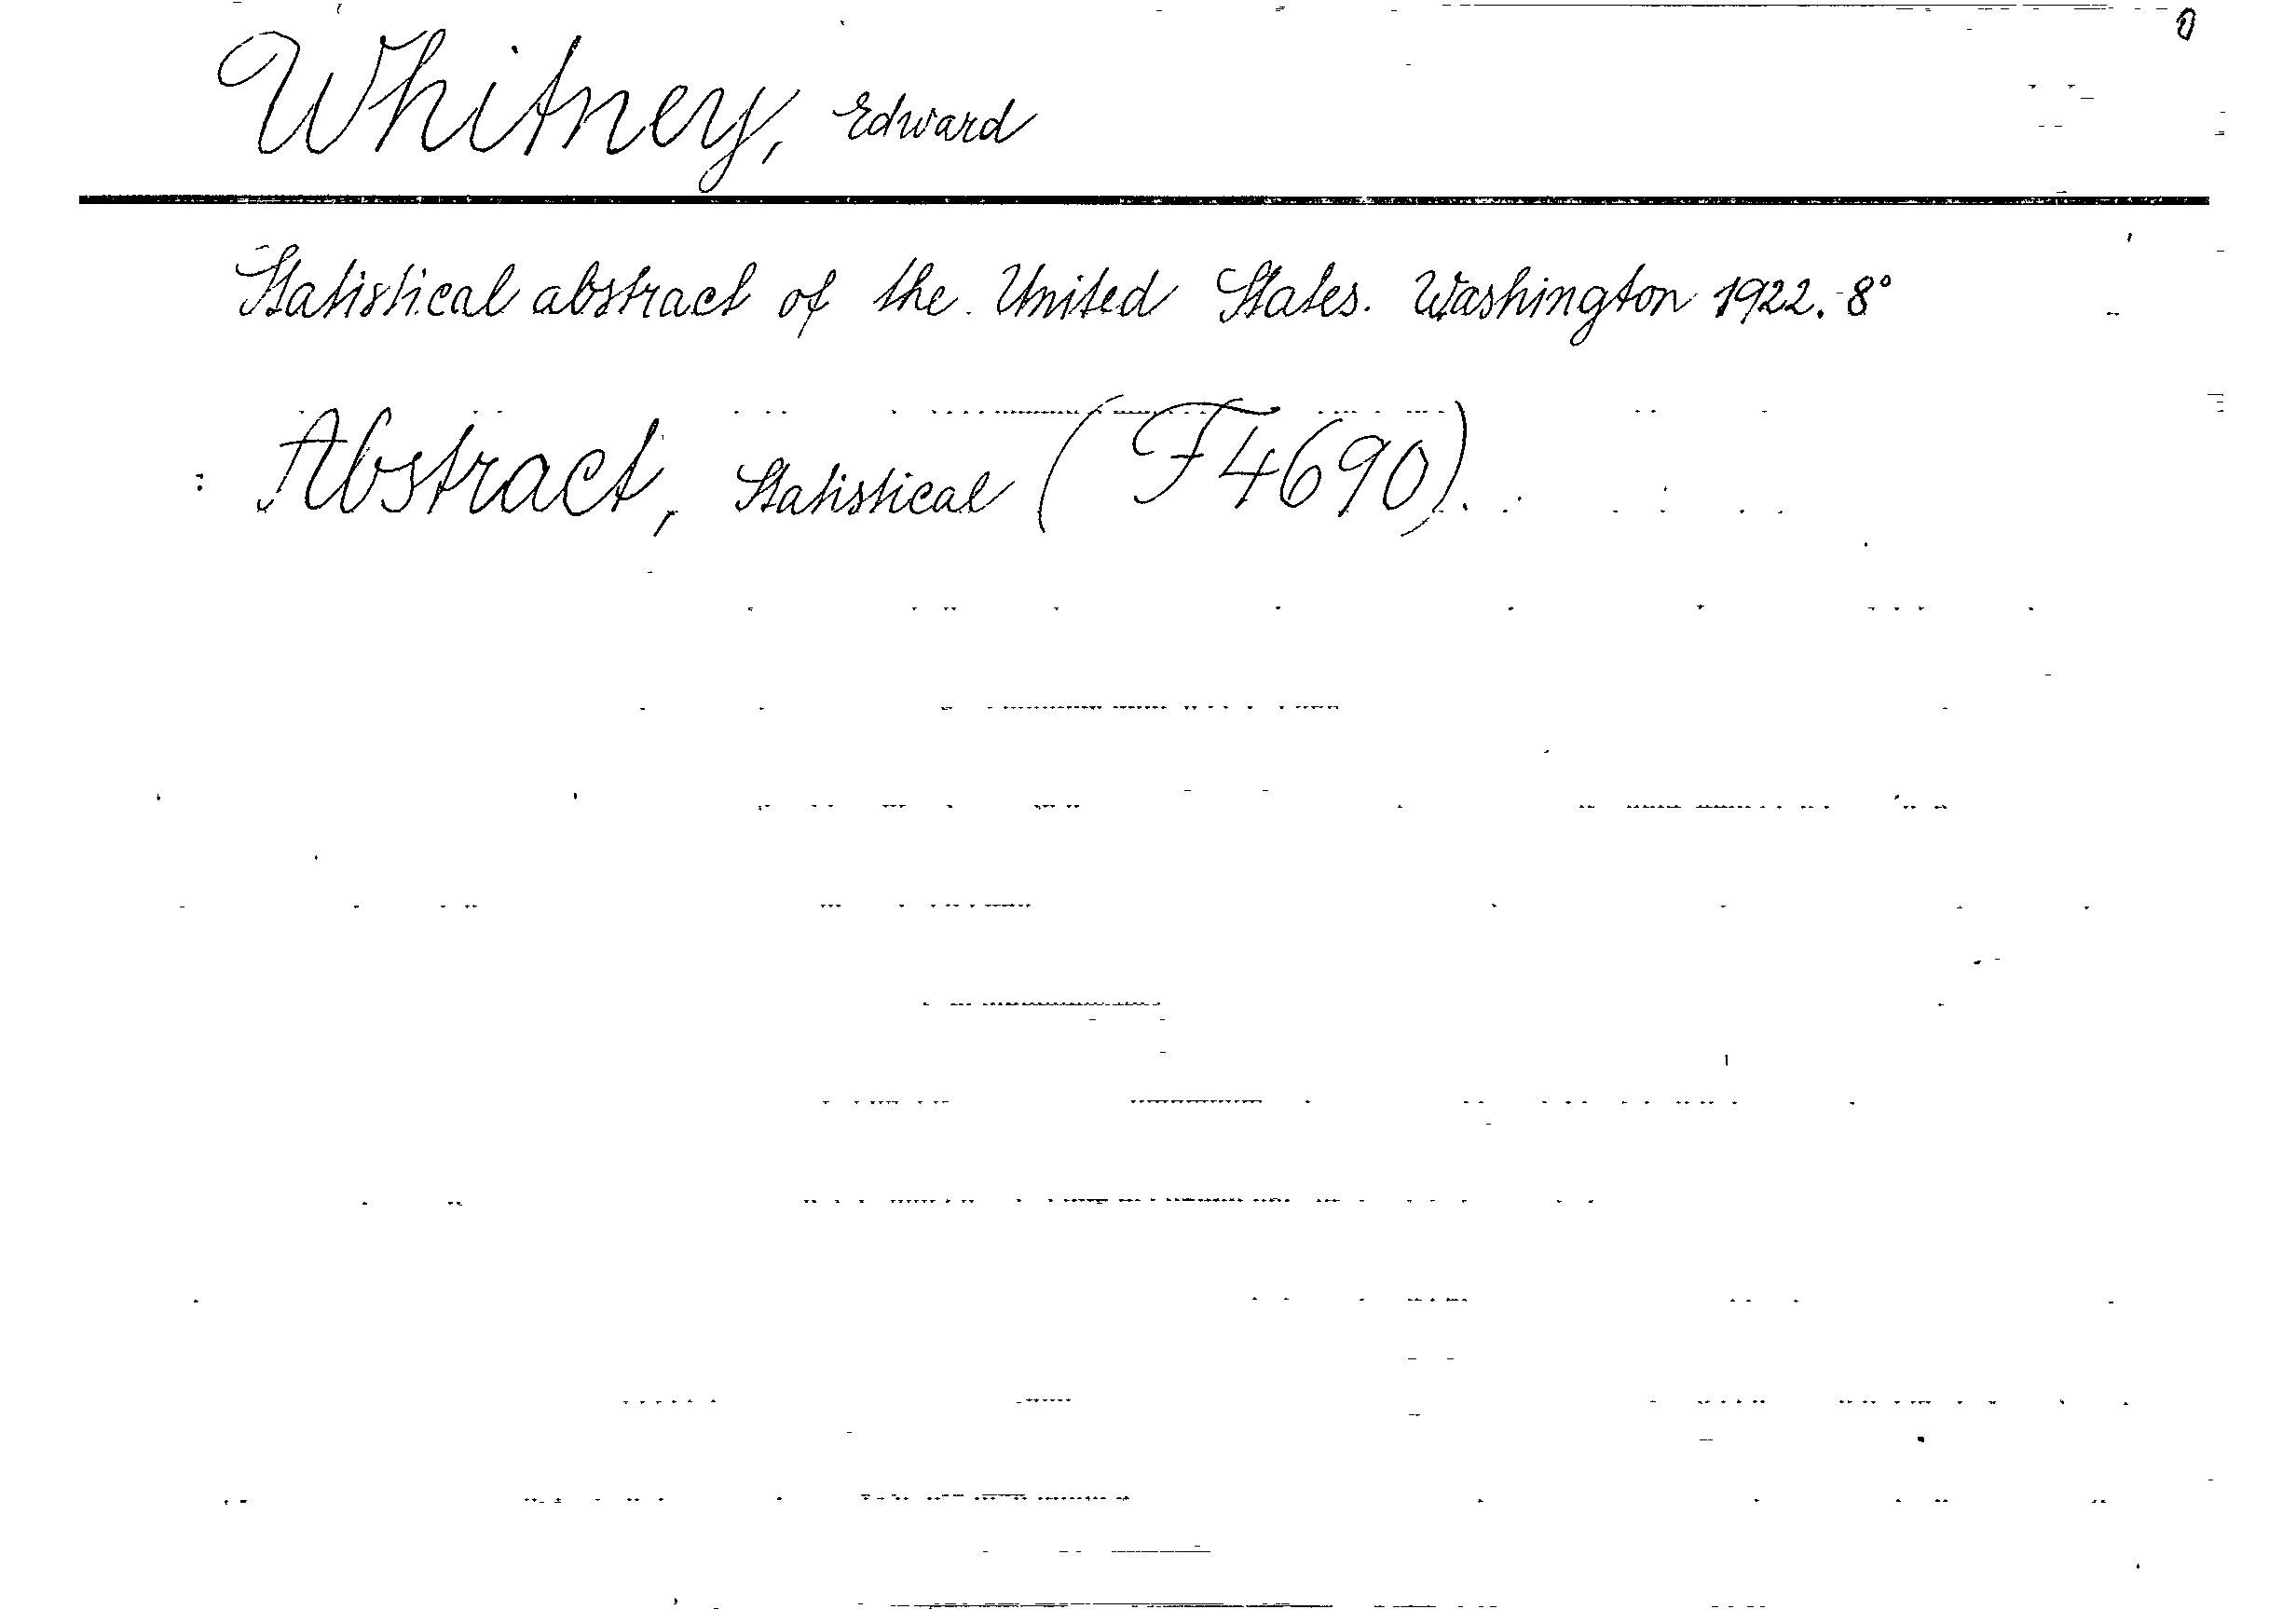 Whitney, Edward
Statistical abstract of the United States. Washington 1922. 8°
: Abstract, Statistical (F4690).